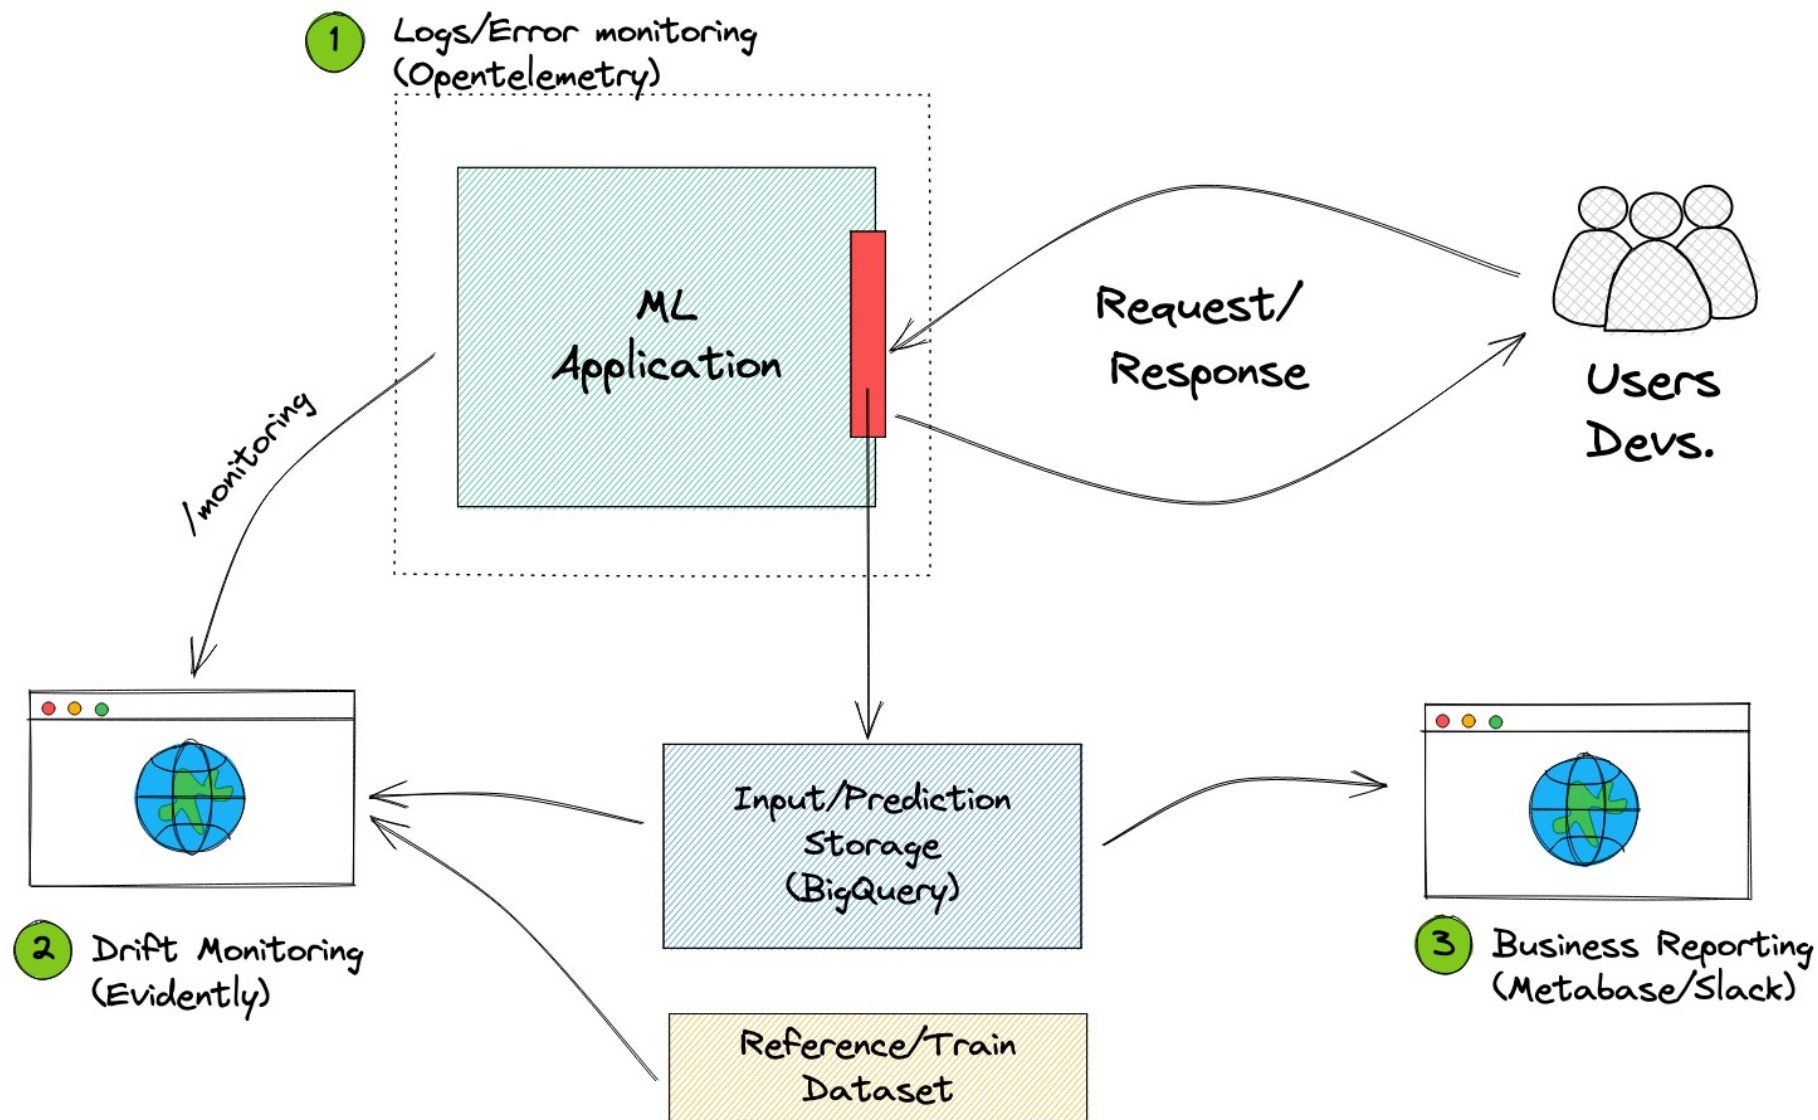 1
Logs/Error monitoring
(Opentelemetry)
ML
Application
Request/
Response
Users
Devs.
/monitoring
Input/Prediction
Storage
(BigQuery)
2
Drift Monitoring
(Evidently)
3
Business Reporting
(Metabase/Slack)
Reference/Train
Dataset